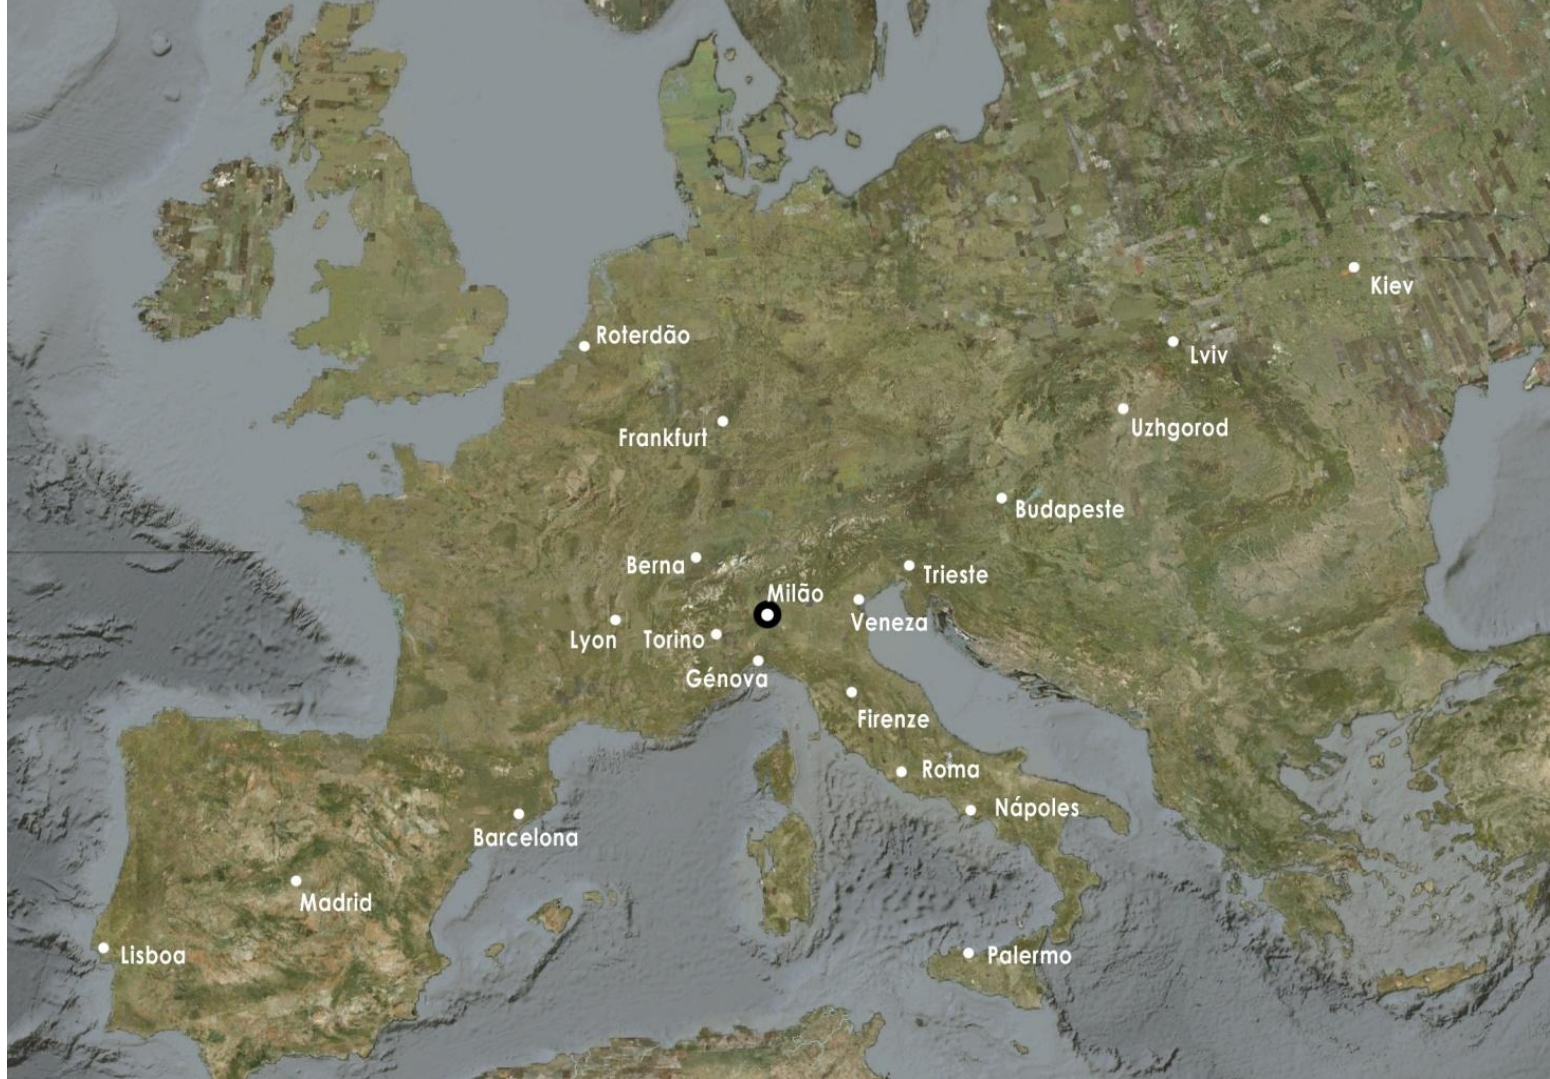 Kiev
Roterdão
Lviv
Frankfurt
Uzhgorod
Budapeste
Berna
Trieste
Milão
Veneza
Lyon
Torino
Génova
Firenze
Roma
Nápoles
Barcelona
Madrid
Lisboa
Palermo